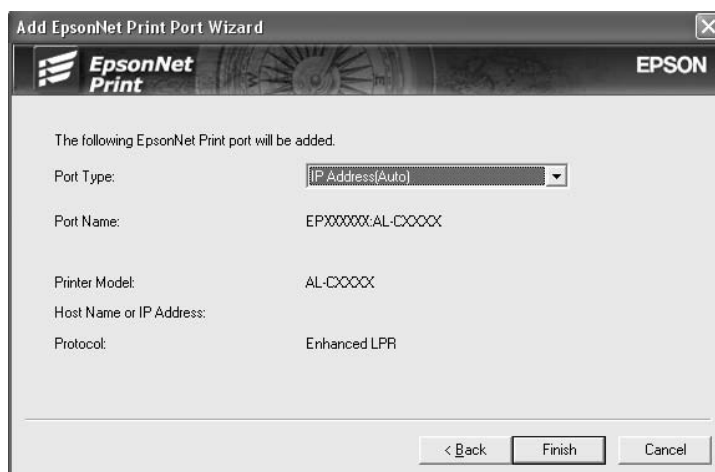 Add EpsonNet Print Port Wizard
EpsonNet
Print
EPSON
The following EpsonNet Print port will be added.
Port Type: IP Address(Auto)
Port Name: EPXXXXXX:AL-CXXXX
Printer Model: AL-CXXXX
Host Name or IP Address:
Protocol: Enhanced LPR
< Back Finish Cancel